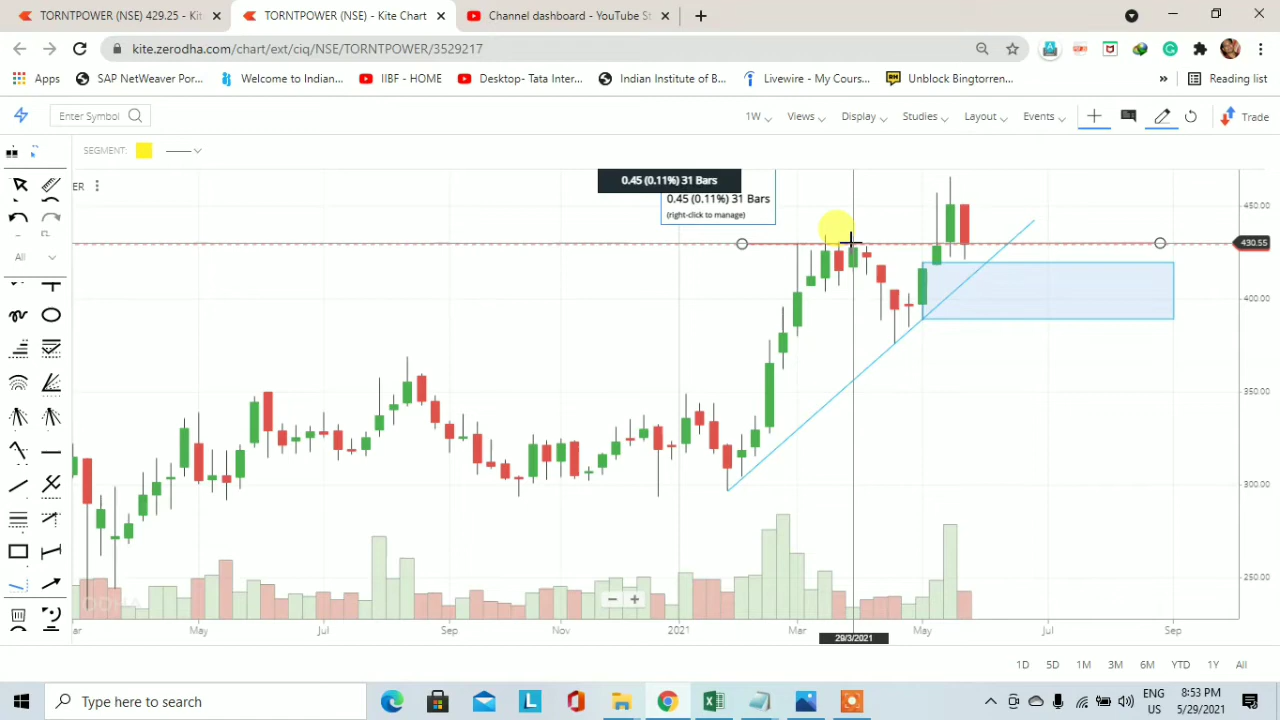 TORNTPOWER (NSE) 429.25 - Kit
TORNTPOWER (NSE) - Kite Chart
Channel dashboard - YouTube St
kite.zerodha.com/chart/ext/ciq/NSE/TORNTPOWER/3529217
Apps
SAP NetWeaver Por...
Welcome to Indian...
IIBF - HOME
Desktop- Tata Inter...
Indian Institute of B...
Livewire - My Cours...
Unblock Bingtorren...
»
Reading list
Enter Symbol
1W
Views
Display
Studies
Layout
Events
Trade
SEGMENT:
ER
0.45 (0.11%) 31 Bars
0.45 (0.11%) 31 Bars
(right-click to manage)
All
450.00
430.55
400.00
350.00
300.00
250.00
ar
May
Jul
Sep
Nov
2021
Mar
29/3/2021
May
Jul
Sep
1D
5D
1M
3M
6M
YTD
1Y
All
Type here to search
ENG
US
8:53 PM
5/29/2021